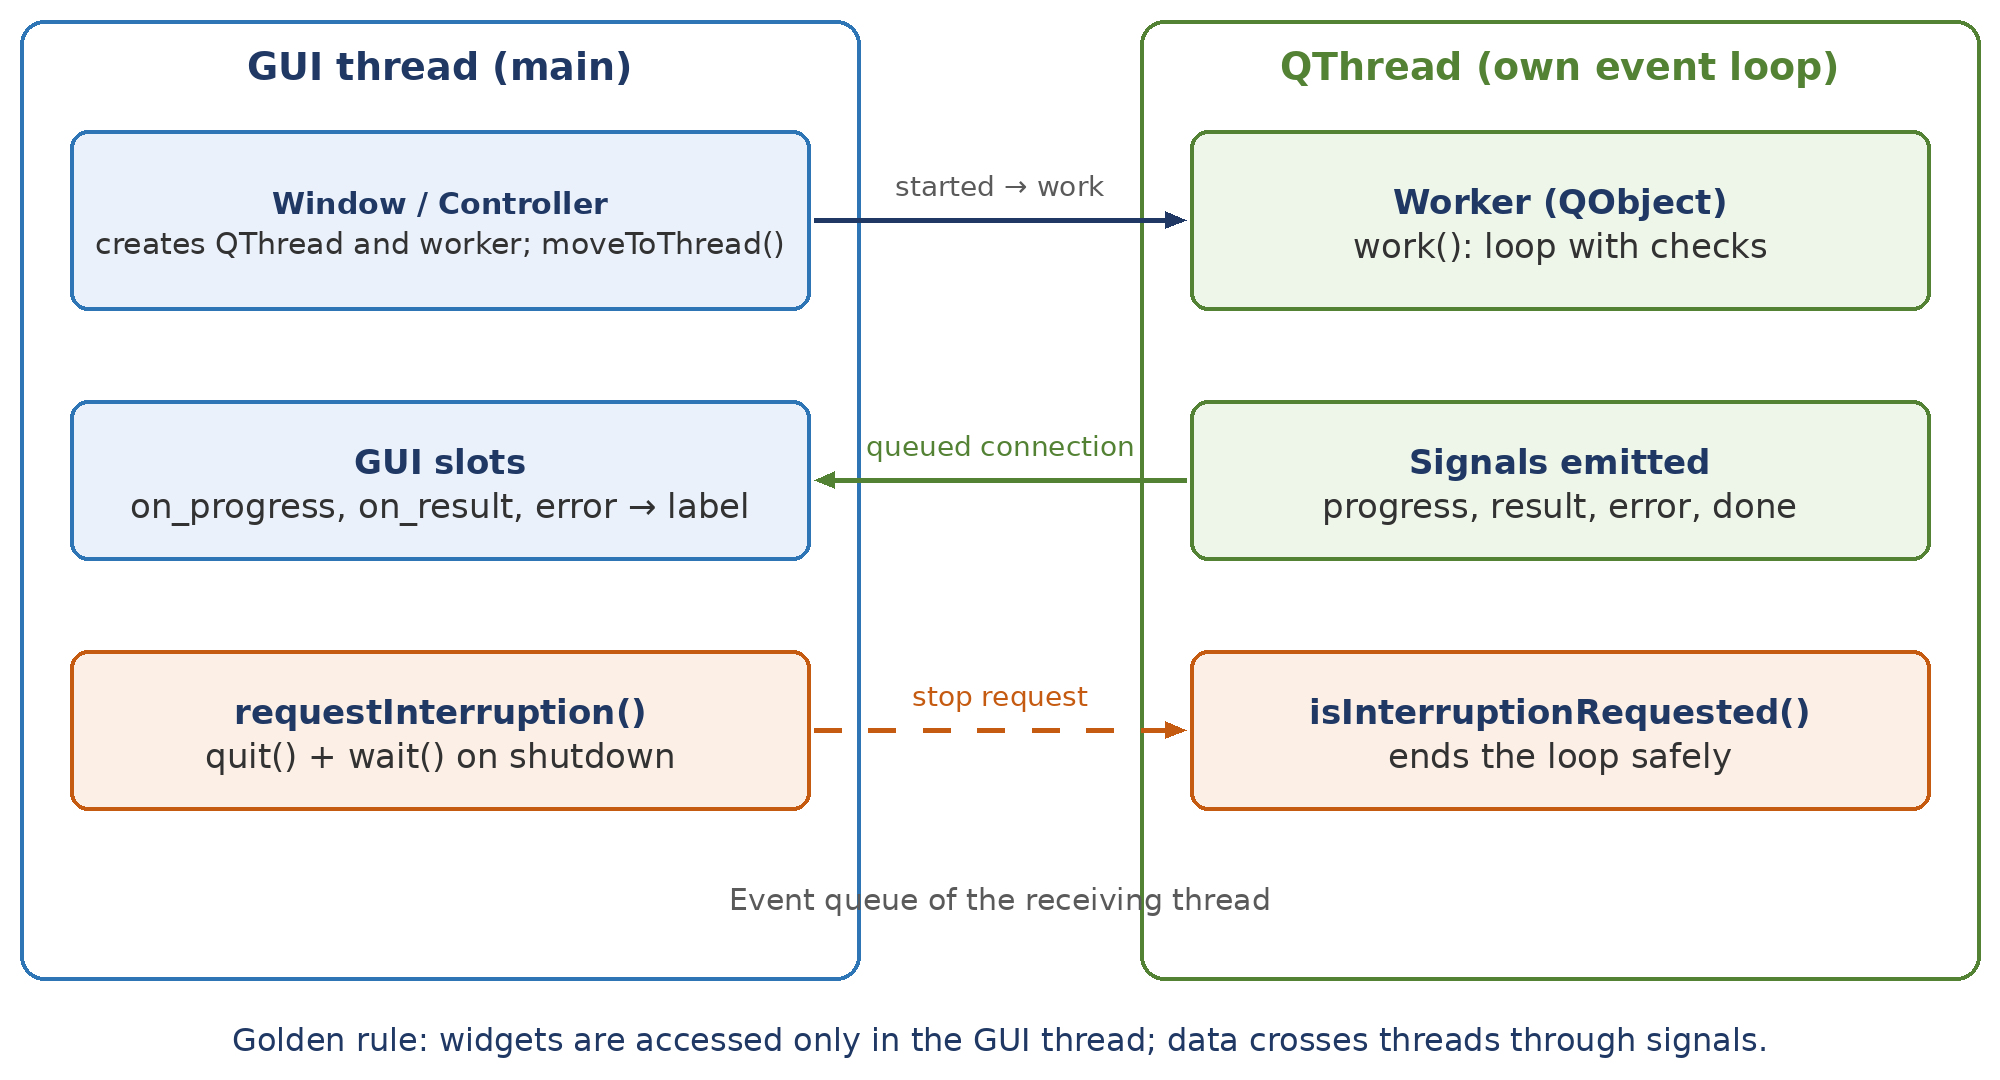 GUI thread (main)
QThread (own event loop)
Window / Controller
creates QThread and worker; moveToThread()
started → work
Worker (QObject)
work(): loop with checks
GUI slots
on_progress, on_result, error → label
queued connection
Signals emitted
progress, result, error, done
requestInterruption()
quit() + wait() on shutdown
stop request
isInterruptionRequested()
ends the loop safely
Event queue of the receiving thread
Golden rule: widgets are accessed only in the GUI thread; data crosses threads through signals.